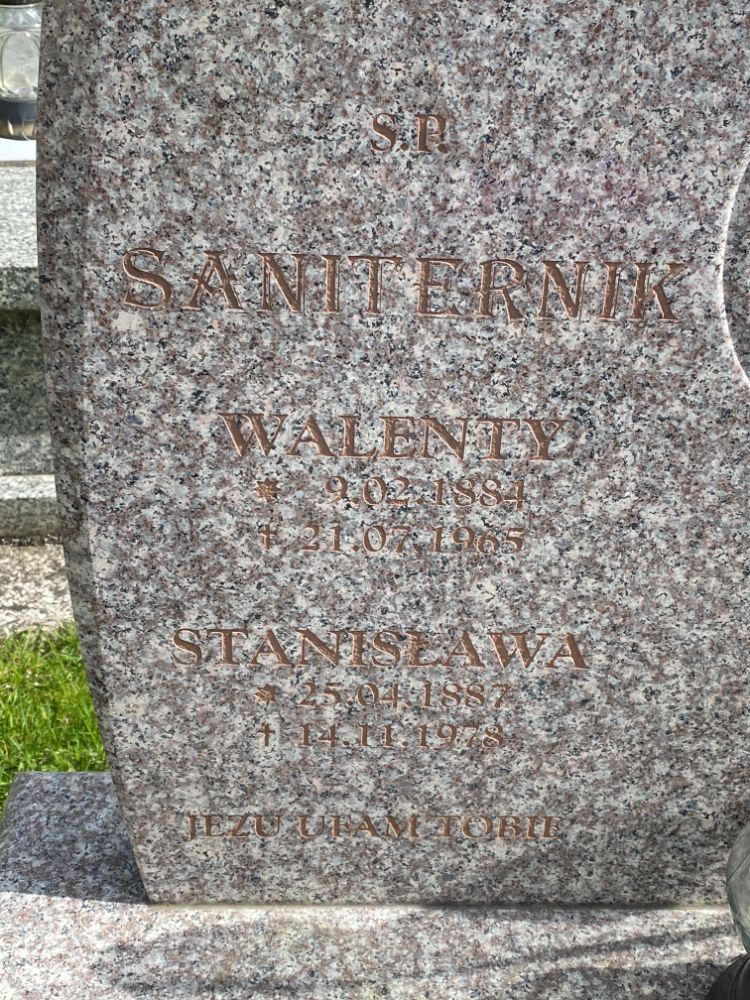 S.P.
SANITERNIK
WALENTY
* 9.02.1884
† 21.07.1965
STANISŁAWA
* 25.04.1887
† 14.11.1978
JEZU UFAM TOBIE